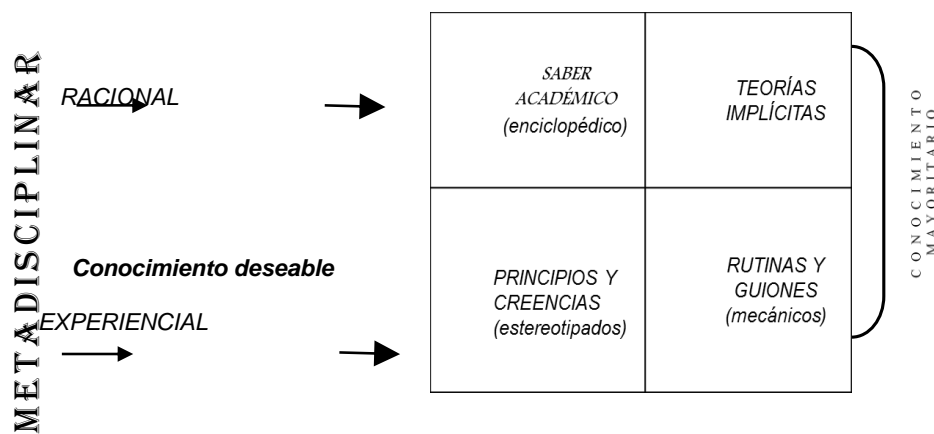 METADISCIPLINAR
RACIONAL
SABER
ACADÉMICO
(enciclopédico)
TEORÍAS
IMPLÍCITAS
Conocimiento deseable
EXPERIENCIAL
PRINCIPIOS Y
CREENCIAS
(estereotipados)
RUTINAS Y
GUIONES
(mecánicos)
CONOCIMIENTO
MAYORITARIO